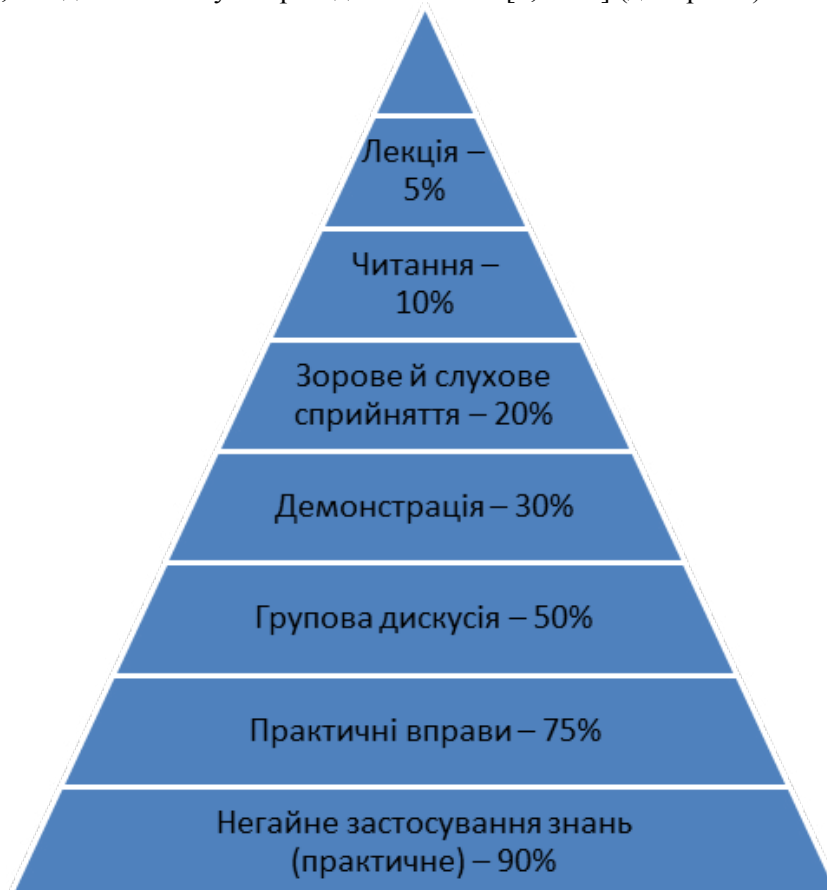 Лекція –
5%
Читання –
10%
Зорове й слухове
сприйняття – 20%
Демонстрація – 30%
Групова дискусія – 50%
Практичні вправи – 75%
Негайне застосування знань
(практичне) – 90%